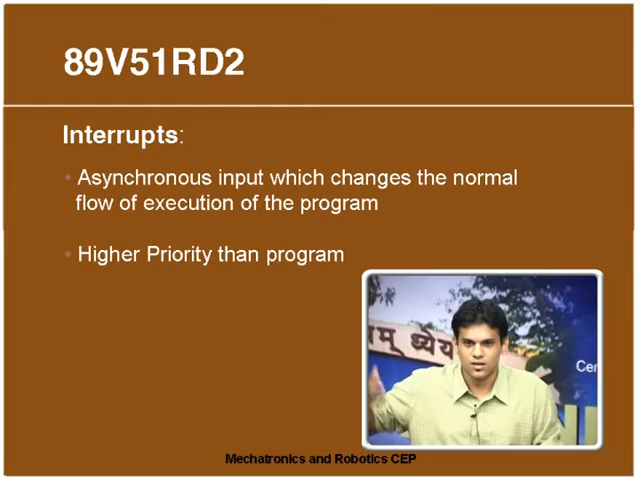 89V51RD2
Interrupts:
• Asynchronous input which changes the normal
flow of execution of the program
• Higher Priority than program
ध्येय
Cen
Mechatronics and Robotics CEP